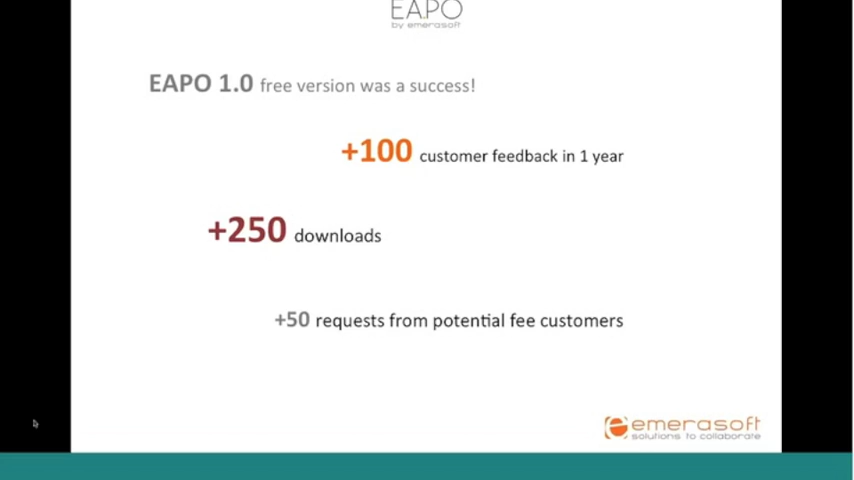 EAPO
by emerasoft
EAPO 1.0 free version was a success!
+100 customer feedback in 1 year
+250 downloads
+50 requests from potential fee customers
emerasoft
solutions to collaborate